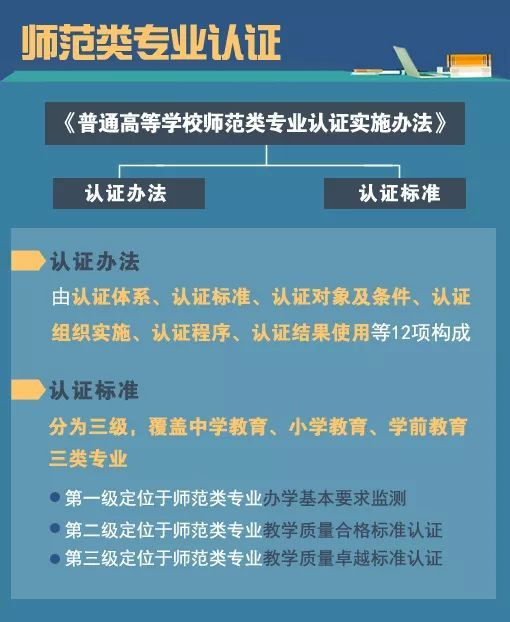 师范类专业认证
《普通高等学校师范类专业认证实施办法》
认证办法
认证标准
认证办法
由认证体系、认证标准、认证对象及条件、认证
组织实施、认证程序、认证结果使用等12项构成
认证标准
分为三级，覆盖中学教育、小学教育、学前教育
三类专业
第一级定位于师范类专业办学基本要求监测
第二级定位于师范类专业教学质量合格标准认证
第三级定位于师范类专业教学质量卓越标准认证